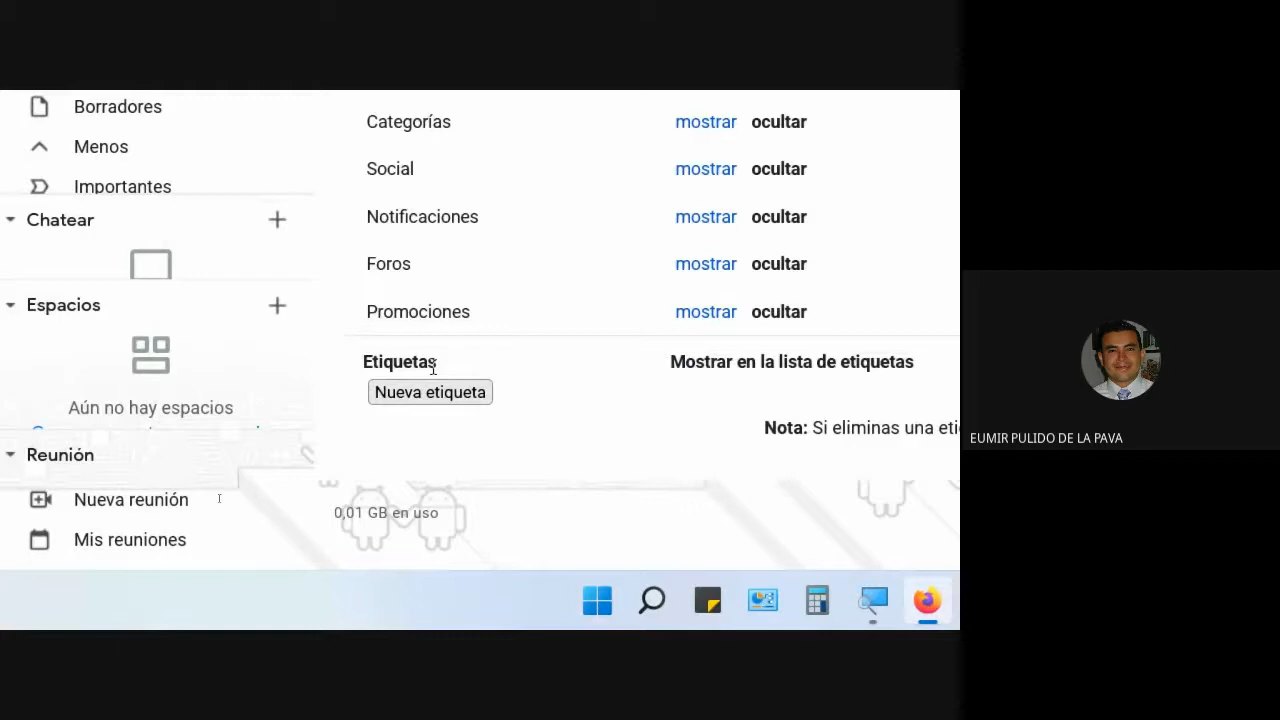 Borradores
Menos
Importantes
Chatear
Espacios
Aún no hay espacios
Reunión
Nueva reunión
Mis reuniones
Categorías mostrar ocultar
Social mostrar ocultar
Notificaciones mostrar ocultar
Foros mostrar ocultar
Promociones mostrar ocultar
Etiquetas Mostrar en la lista de etiquetas
Nueva etiqueta
Nota: Si eliminas una eti
0,01 GB en uso
EUMIR PULIDO DE LA PAVA